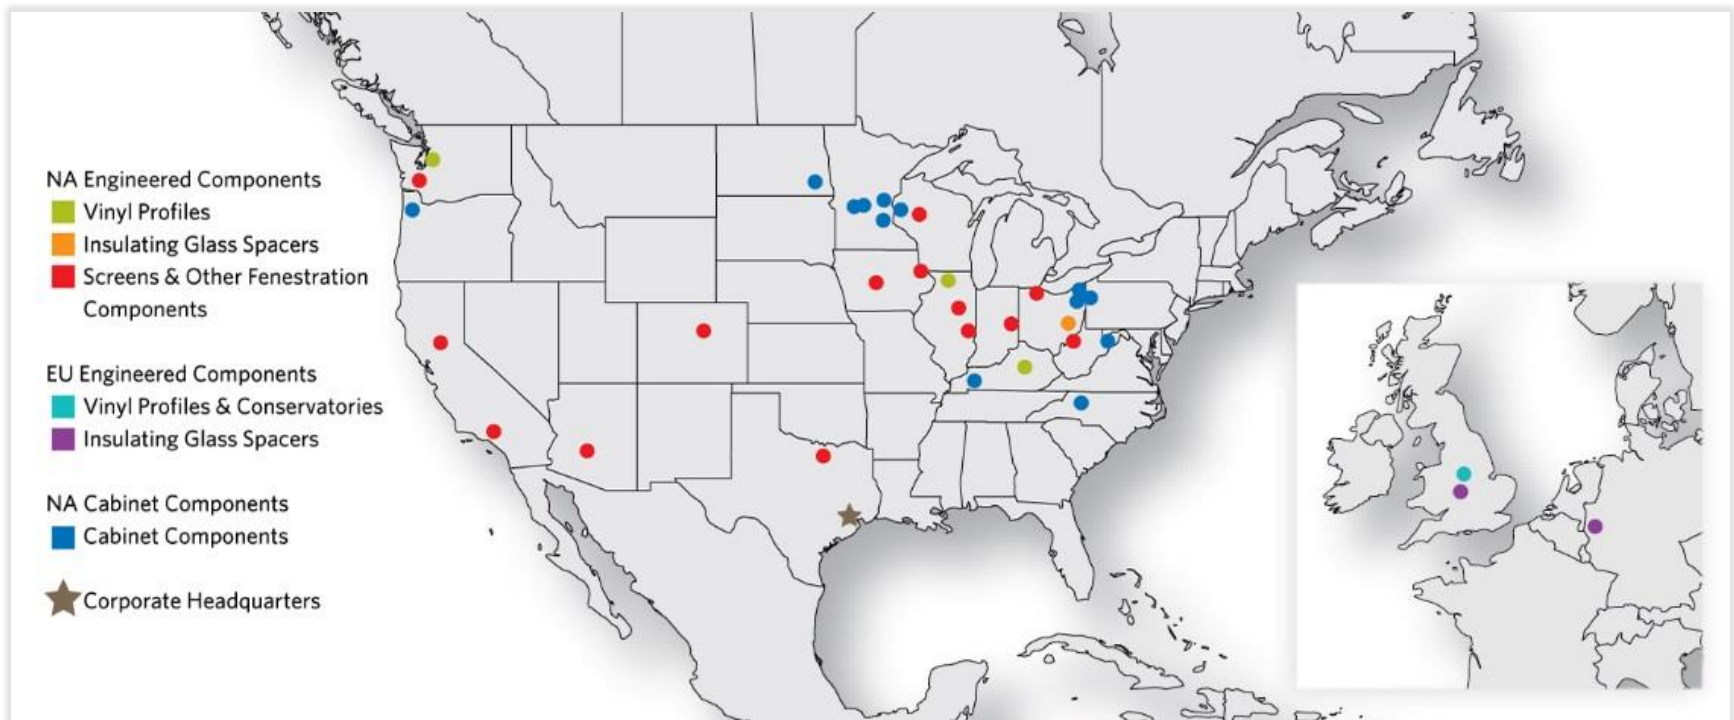 NA Engineered Components
Vinyl Profiles
Insulating Glass Spacers
Screens & Other Fenestration
Components
EU Engineered Components
Vinyl Profiles & Conservatories
Insulating Glass Spacers
NA Cabinet Components
Cabinet Components
Corporate Headquarters